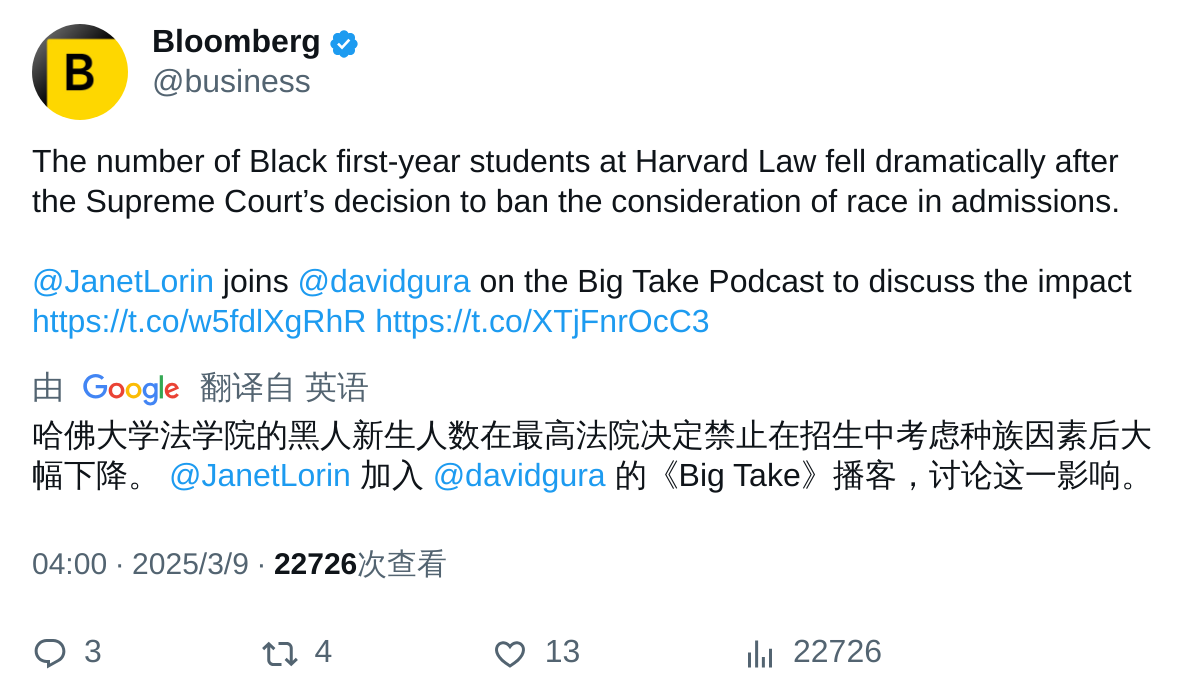 B
Bloomberg
@business
The number of Black first-year students at Harvard Law fell dramatically after
the Supreme Court’s decision to ban the consideration of race in admissions.
@JanetLorin joins @davidgura on the Big Take Podcast to discuss the impact
https://t.co/w5fdlXgRhR https://t.co/XTjFnrOcC3
由 Google 翻译自 英语
哈佛大学法学院的黑人新生人数在最高法院决定禁止在招生中考虑种族因素后大
幅下降。 @JanetLorin 加入 @davidgura 的《Big Take》播客，讨论这一影响。
04:00 · 2025/3/9 · 22726次查看
3 4 13 22726